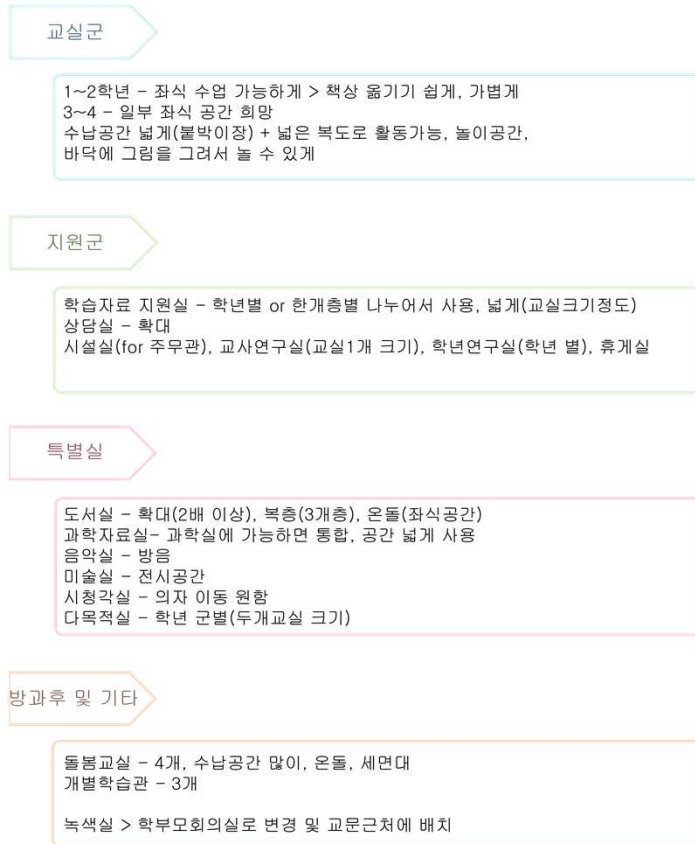 교실군
1~2학년 - 좌식 수업 가능하게 > 책상 옮기기 쉽게, 가볍게
3~4 - 일부 좌식 공간 희망
수납공간 넓게(붙박이장) + 넓은 복도로 활동가능, 놀이공간,
바닥에 그림을 그려서 놀 수 있게
지원군
학습자료 지원실 - 학년별 or 한개층별 나누어서 사용, 넓게(교실크기정도)
상담실 - 확대
시설실(for 주무관), 교사연구실(교실1개 크기), 학년연구실(학년 별), 휴게실
특별실
도서실 - 확대(2배 이상), 복층(3개층), 온돌(좌식공간)
과학자료실- 과학실에 가능하면 통합, 공간 넓게 사용
음악실 - 방음
미술실 - 전시공간
시청각실 - 의자 이동 원함
다목적실 - 학년 군별(두개교실 크기)
방과후 및 기타
돌봄교실 - 4개, 수납공간 많이, 온돌, 세면대
개별학습관 - 3개
녹색실 > 학부모회의실로 변경 및 교문근처에 배치